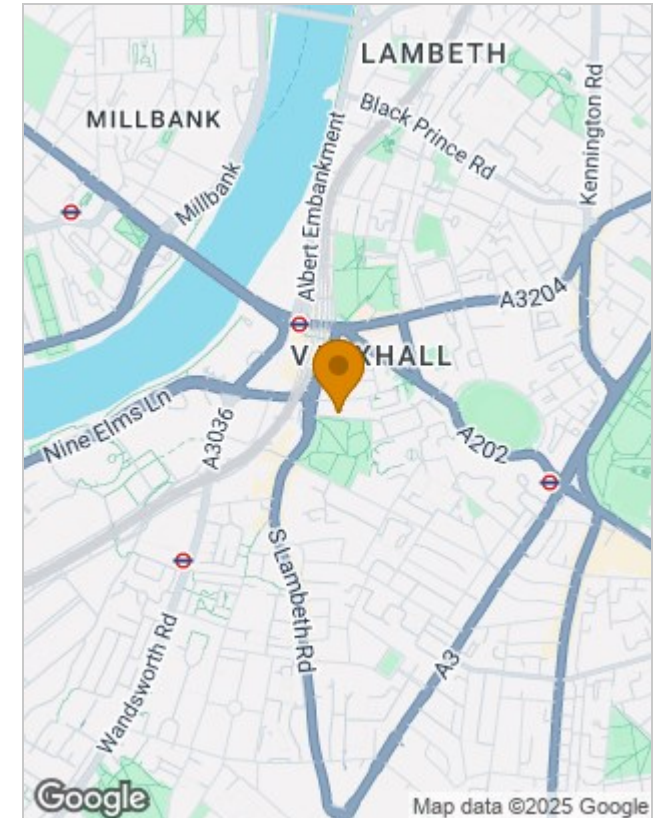 LAMBETH
Black Prince Rd
Kennington Rd
MILLBANK
Millbank
Albert Embankment
A3204
VAUXHALL
Nine Elms Ln
A3036
A202
S Lambeth Rd
A3
Wandsworth Rd
Google
Map data ©2025 Google